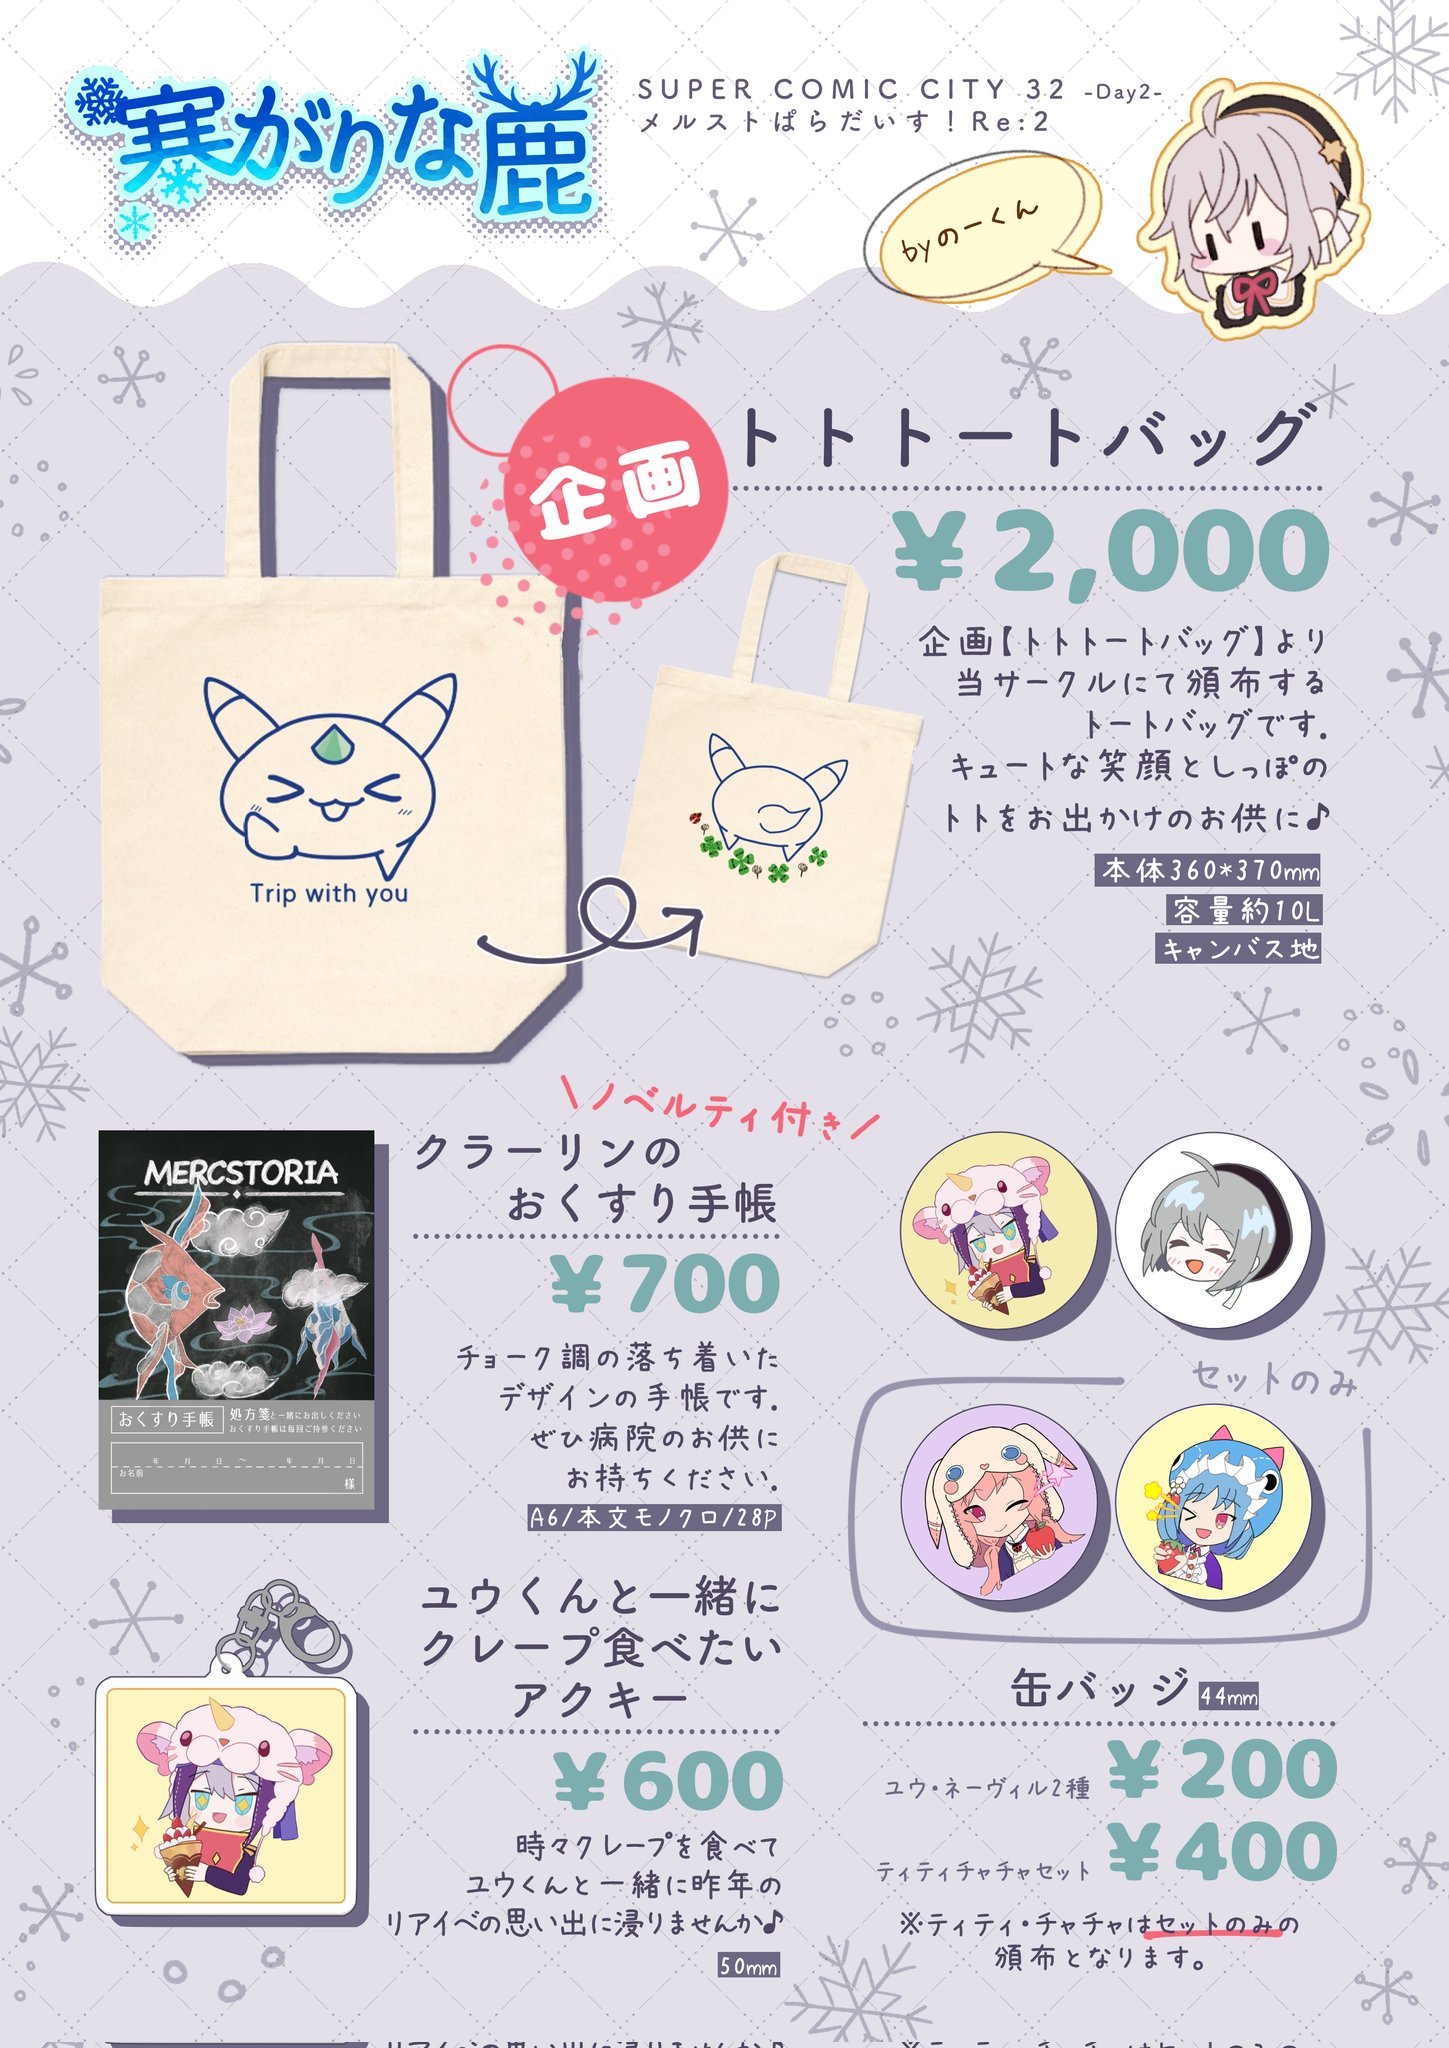 寒がりな鹿
SUPER COMIC CITY 32 -Day2-
メルストぱらだいす！Re:2
byのーくん
企画
トトトートバッグ
¥2,000
企画【トトトートバッグ】より
当サークルにて頒布する
トートバッグです.
キュートな笑顔としっぽの
トトをお出かけのお供に♪
本体360*370mm
容量約10L
キャンバス地
Trip with you
\ノベルティ付き/
クラーリンの
おくすり手帳
¥700
チョーク調の落ち着いた
デザインの手帳です.
ぜひ病院のお供に
お持ちください.
A6/本文モノクロ/28P
MERCSTORIA
おくすり手帳
処方箋と一緒にお出しください
おくすり手帳は毎回ご持参ください
年 月 日 ～ 年 月 日
お名前
様
ユウくんと一緒に
クレープ食べたい
アクキー
¥600
時々クレープを食べて
ユウくんと一緒に昨年の
リアイベの思い出に浸りませんか♪
50mm
セットのみ
缶バッジ 44mm
ユウ・ネーヴィル2種 ¥200
ティティチャチャセット ¥400
※ティティ・チャチャはセットのみの
頒布となります。